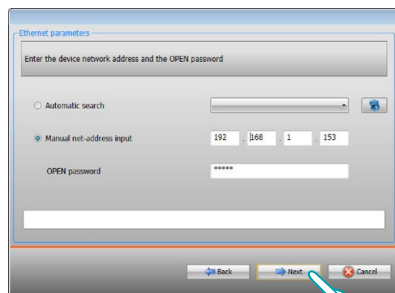 Ethernet parameters
Enter the device network address and the OPEN password
Automatic search
Manual net-address input 192 . 168 . 1 . 153
OPEN password *****
Back Next Cancel